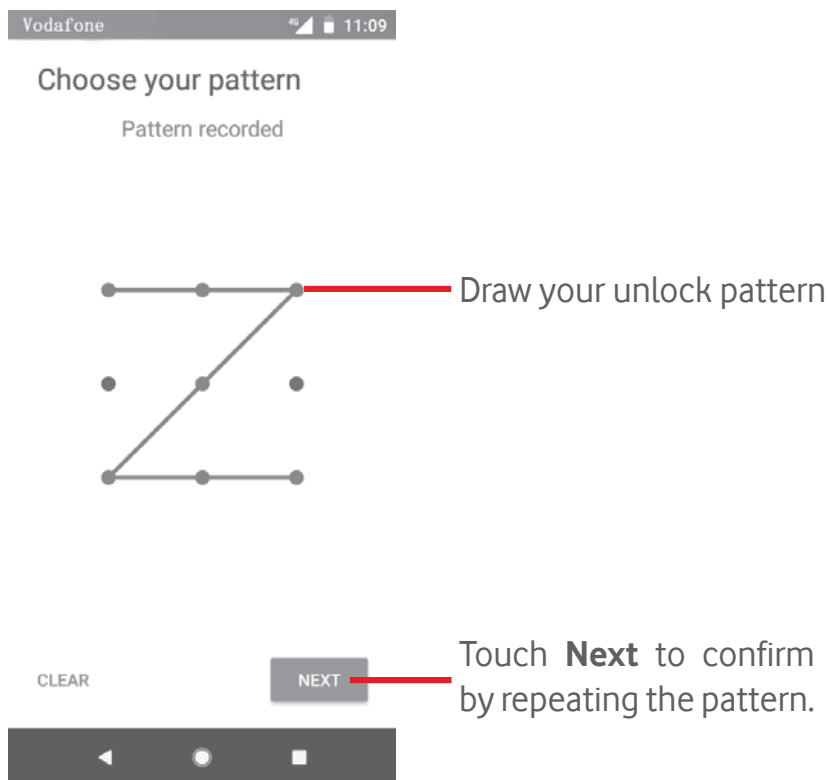 Vodafone 4G 11:09
Choose your pattern
Pattern recorded
Draw your unlock pattern
Touch Next to confirm
by repeating the pattern.
CLEAR NEXT